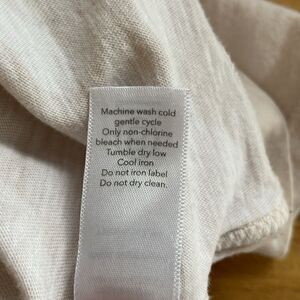 Machine wash cold
gentle cycle
Only non-chlorine
bleach when needed
Tumble dry low
Cool iron
Do not iron label
Do not dry clean.